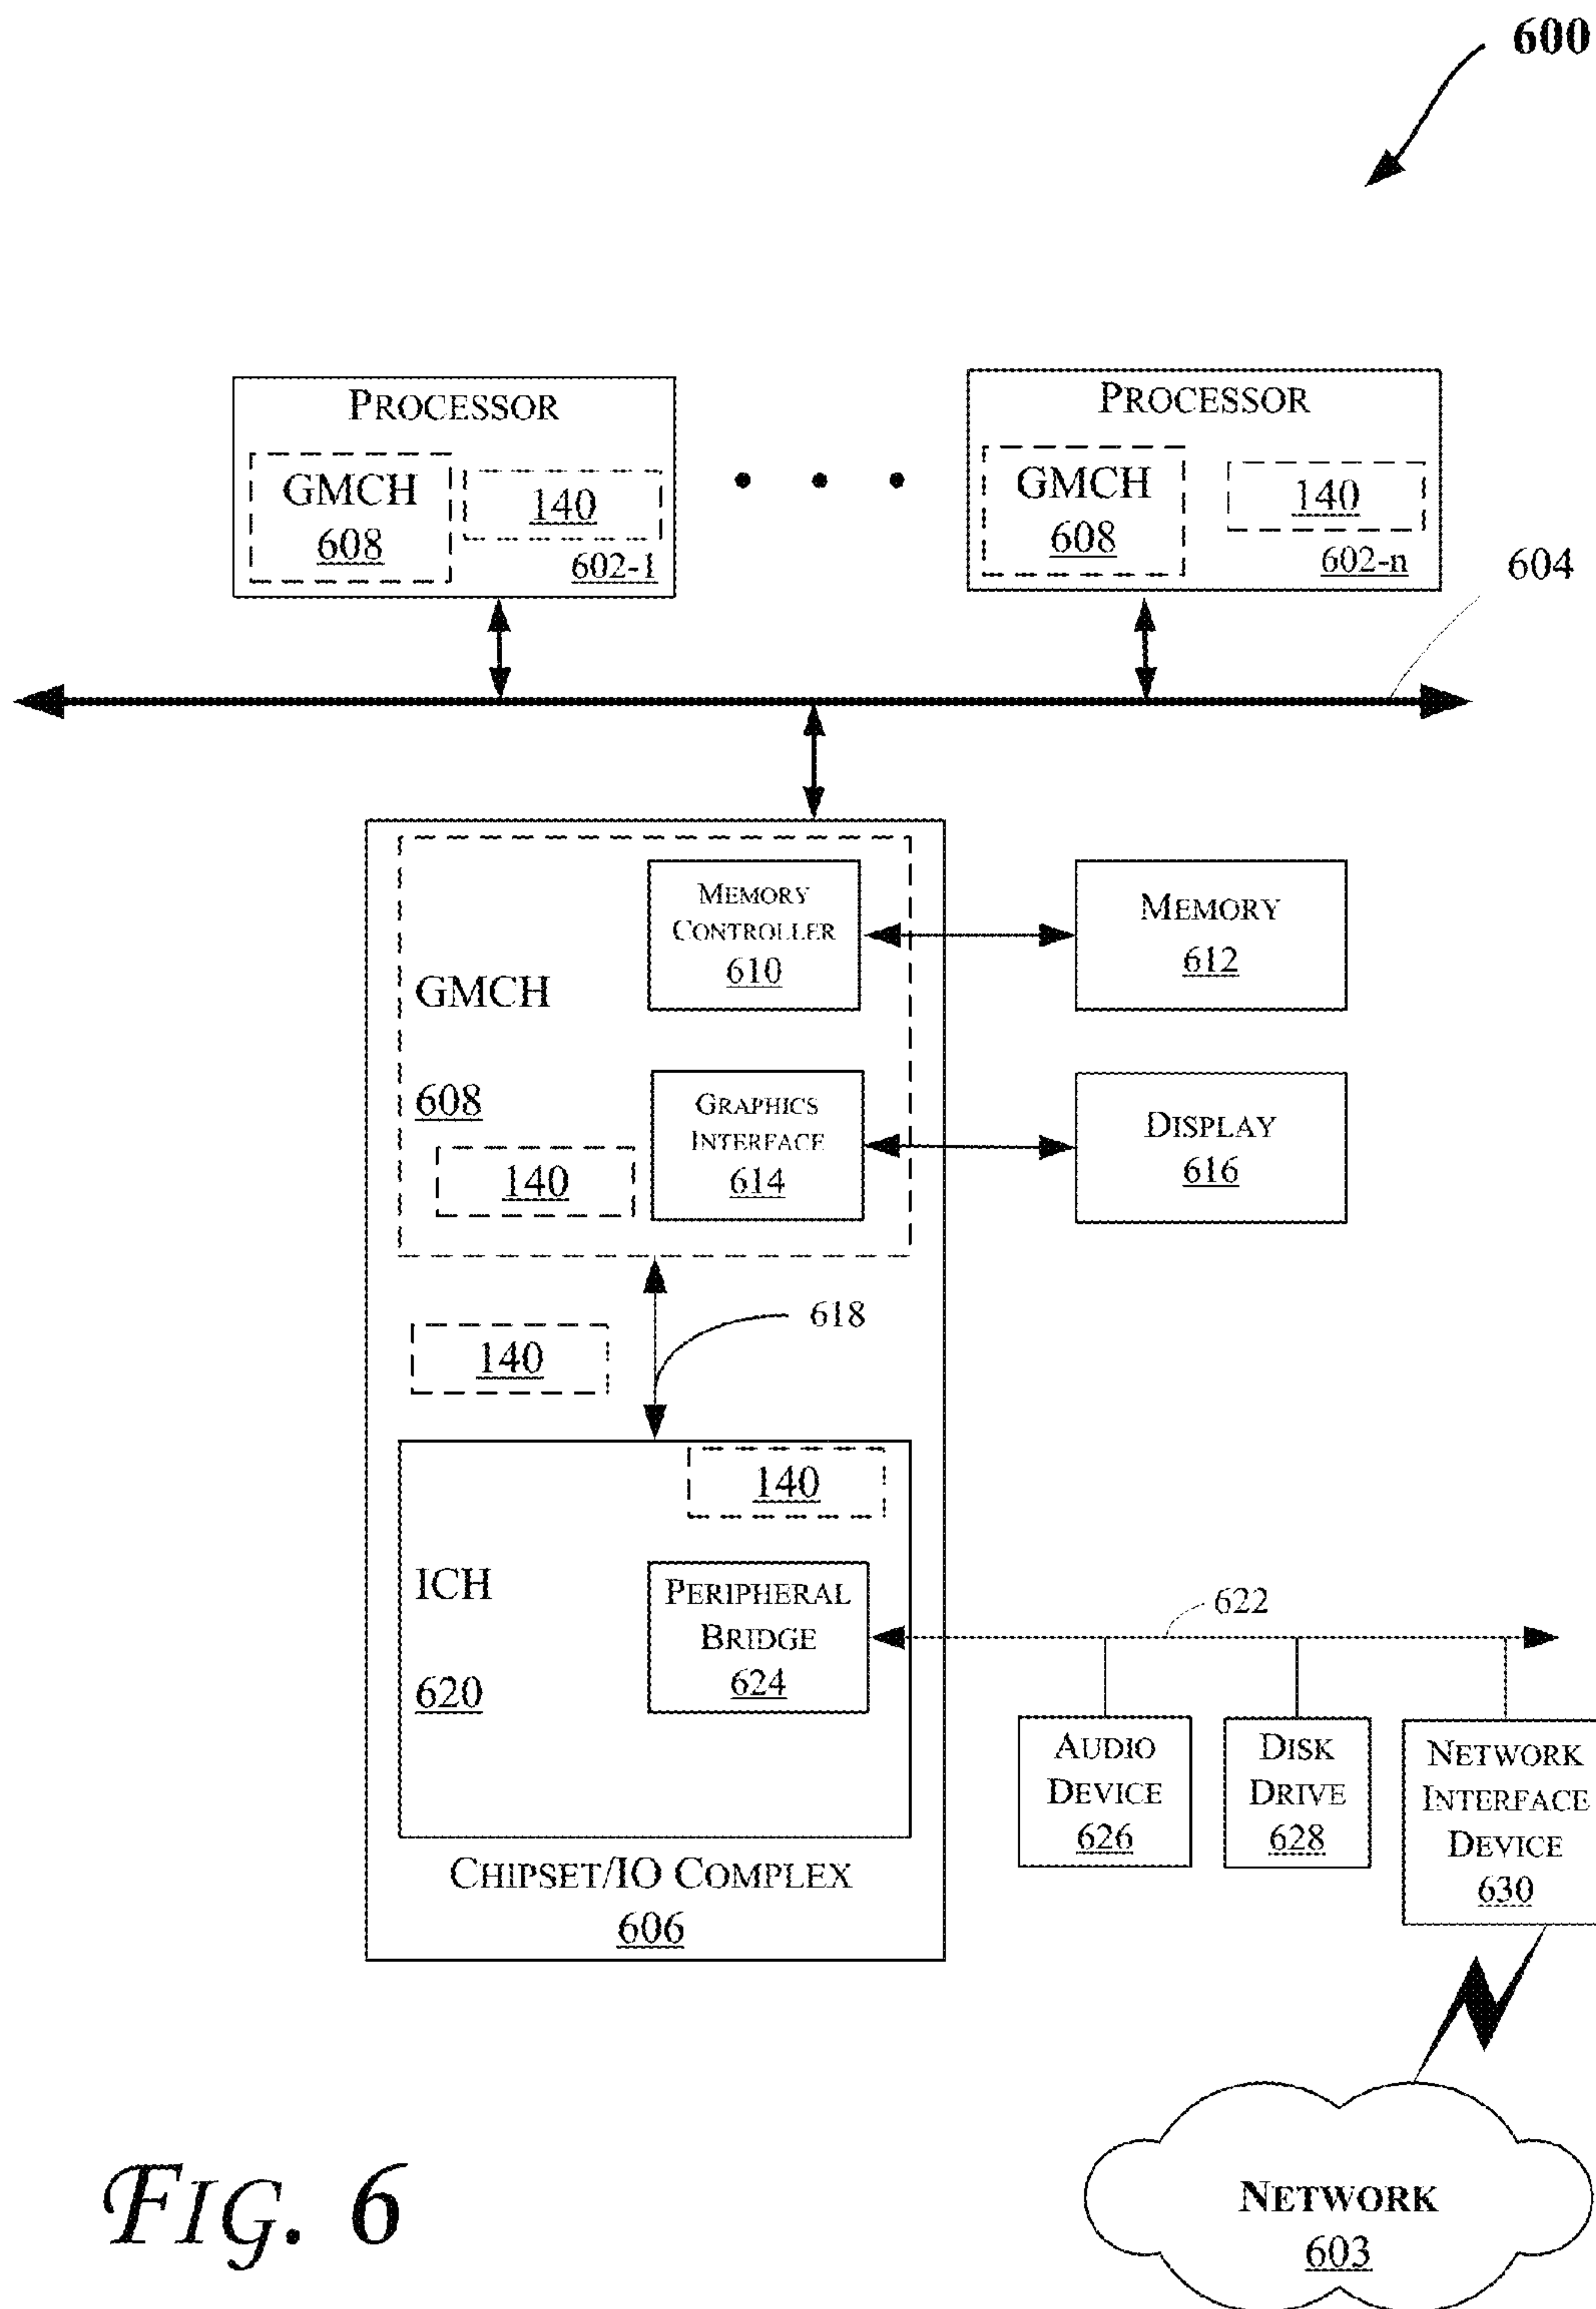 600
PROCESSOR
GMCH
608
140
602-1
PROCESSOR
GMCH
608
140
602-n
604
MEMORY
CONTROLLER
610
MEMORY
612
GMCH
608
GRAPHICS
INTERFACE
614
DISPLAY
616
140
618
140
140
ICH
620
PERIPHERAL
BRIDGE
624
622
AUDIO
DEVICE
626
DISK
DRIVE
628
NETWORK
INTERFACE
DEVICE
630
CHIPSET/IO COMPLEX
606
NETWORK
603
FIG. 6